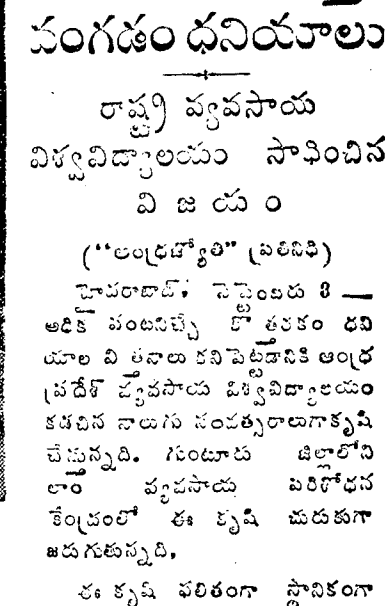 వంగడం ధనియాలు
రాష్ట్ర వ్యవసాయ
విశ్వవిద్యాలయం సాధించిన
విజయం
(“ఆంధ్రజ్యోతి” ప్రతినిధి)
హైదరాబాద్, సెప్టెంబరు 8 —
అధిక పంటనిచ్చే కొత్తరకం ధని
యాల విత్తనాలు కనిపెట్టడానికి ఆంధ్ర
ప్రదేశ్ వ్యవసాయ విశ్వవిద్యాలయం
కడచిన నాలుగు సంవత్సరాలుగా కృషి
చేస్తున్నది. గుంటూరు జిల్లాలోని
లాం వ్యవసాయ పరిశోధన
కేంద్రంలో ఈ కృషి చురుకుగా
జరుగుతున్నది.
ఈ కృషి ఫలితంగా స్థానికంగా